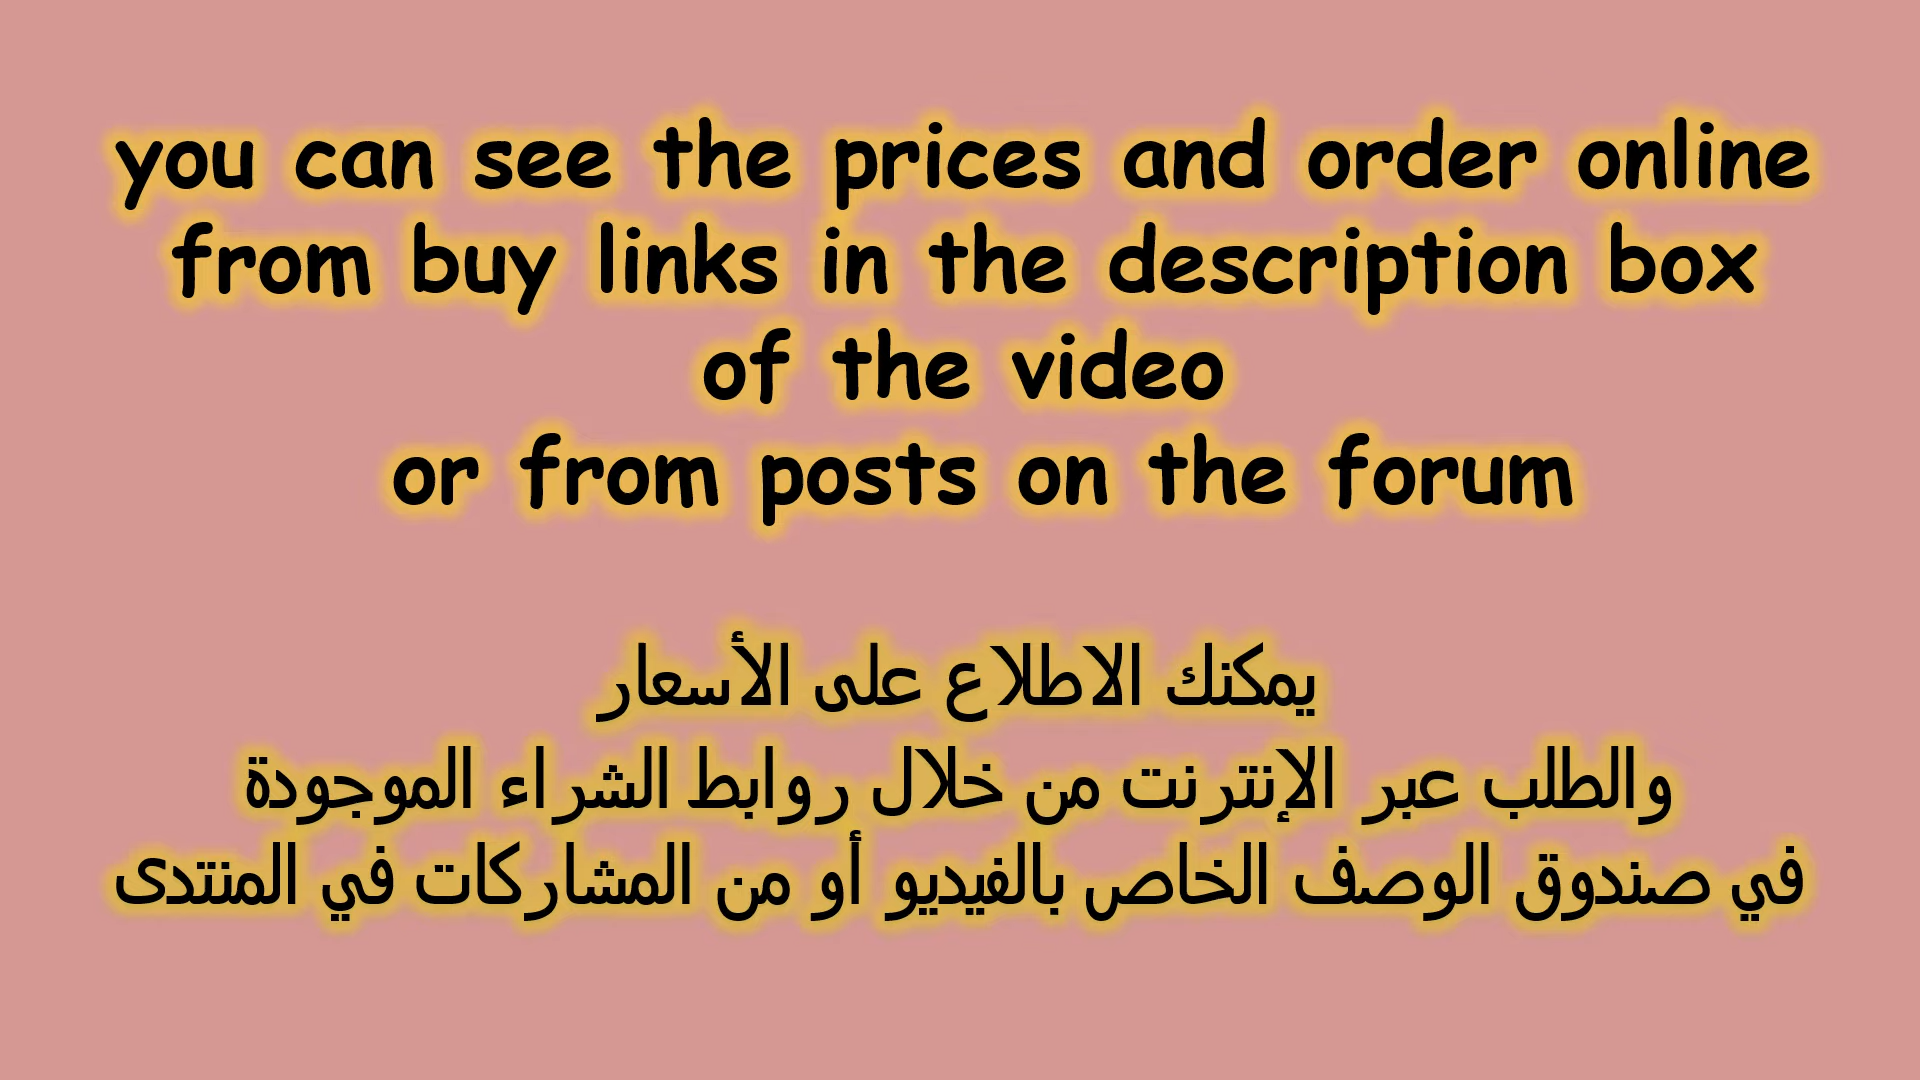 you can see the prices and order online
from buy links in the description box
of the video
or from posts on the forum
يمكنك الاطلاع على الأسعار
والطلب عبر الإنترنت من خلال روابط الشراء الموجودة
في صندوق الوصف الخاص بالفيديو أو من المشاركات في المنتدى